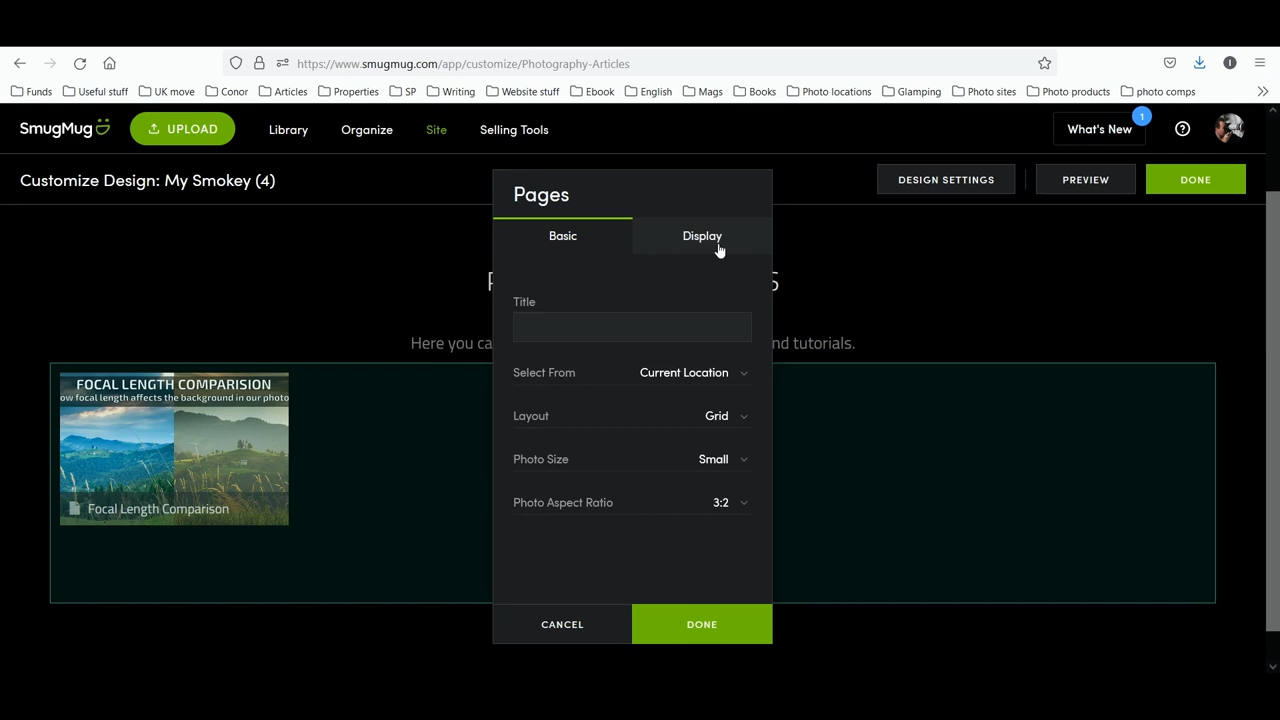 https://www.smugmug.com/app/customize/Photography-Articles
Funds Useful stuff UK move Conor Articles Properties SP Writing Website stuff Ebook English Mags Books Photo locations Glamping Photo sites Photo products photo comps
SmugMug UPLOAD Library Organize Site Selling Tools What's New 1
Customize Design: My Smokey (4) DESIGN SETTINGS PREVIEW DONE
Pages
Basic Display
Here you ca nd tutorials.
Title
Select From Current Location
Layout Grid
Photo Size Small
Photo Aspect Ratio 3:2
CANCEL DONE
FOCAL LENGTH COMPARISION
ow focal length affects the background in our photo
Focal Length Comparison